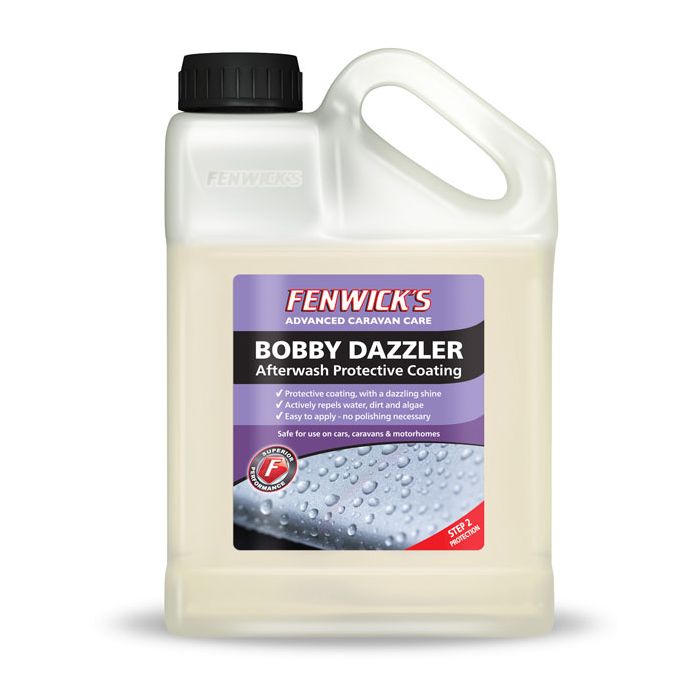 FENWICK'S
FENWICK'S
ADVANCED CARAVAN CARE
BOBBY DAZZLER
Afterwash Protective Coating
✓ Protective coating, with a dazzling shine
✓ Actively repels water, dirt and algae
✓ Easy to apply - no polishing necessary
Safe for use on cars, caravans & motorhomes
SUPERIOR
F
PERFORMANCE
STEP 2
PROTECTION